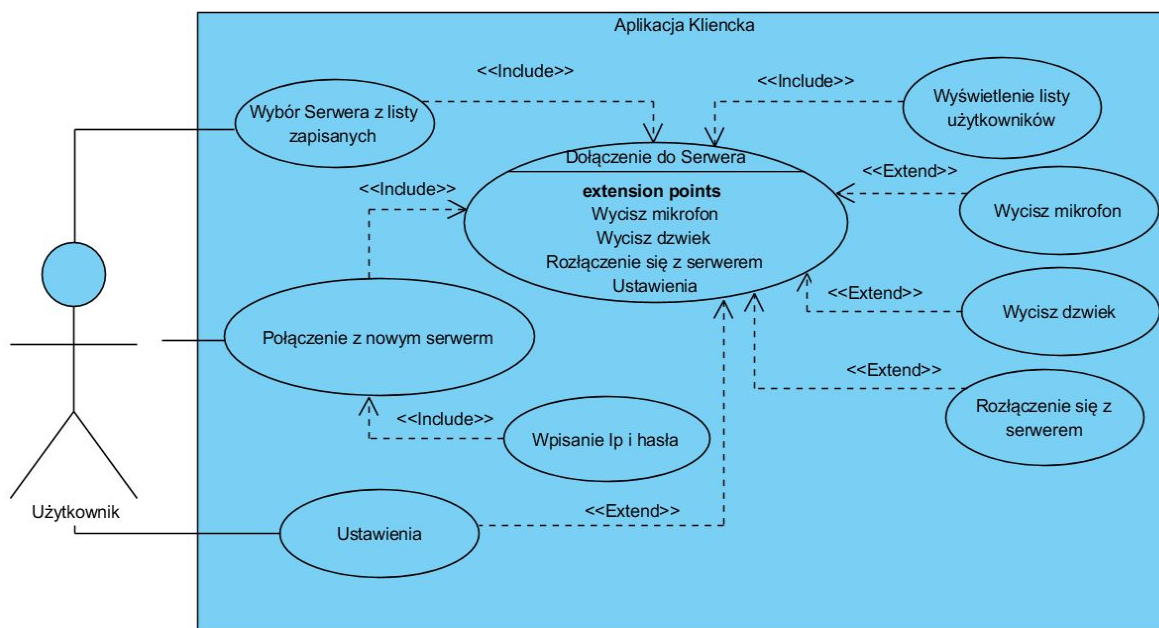 Aplikacja Kliencka
<<Include>>
<<Include>>
Wybór Serwera z listy
zapisanych
Wyświetlenie listy
użytkowników
Dołączenie do Serwera
<<Include>>
extension points
Wycisz mikrofon
Wycisz dzwiek
Rozłączenie się z serwerem
Ustawienia
<<Extend>>
Wycisz mikrofon
<<Extend>>
Wycisz dzwiek
Połączenie z nowym serwerm
<<Extend>>
Rozłączenie się z
serwerem
<<Include>>
Wpisanie Ip i hasła
Użytkownik
<<Extend>>
Ustawienia